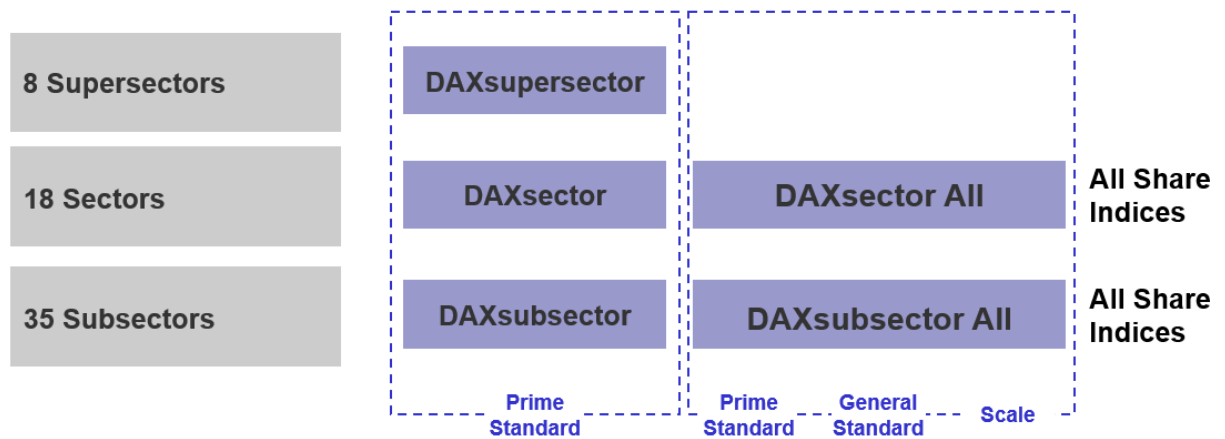 8 Supersectors
DAXsupersector
18 Sectors
DAXsector
DAXsector All
All Share
Indices
35 Subsectors
DAXsubsector
DAXsubsector All
All Share
Indices
Prime
Standard
Prime
Standard
General
Standard
Scale